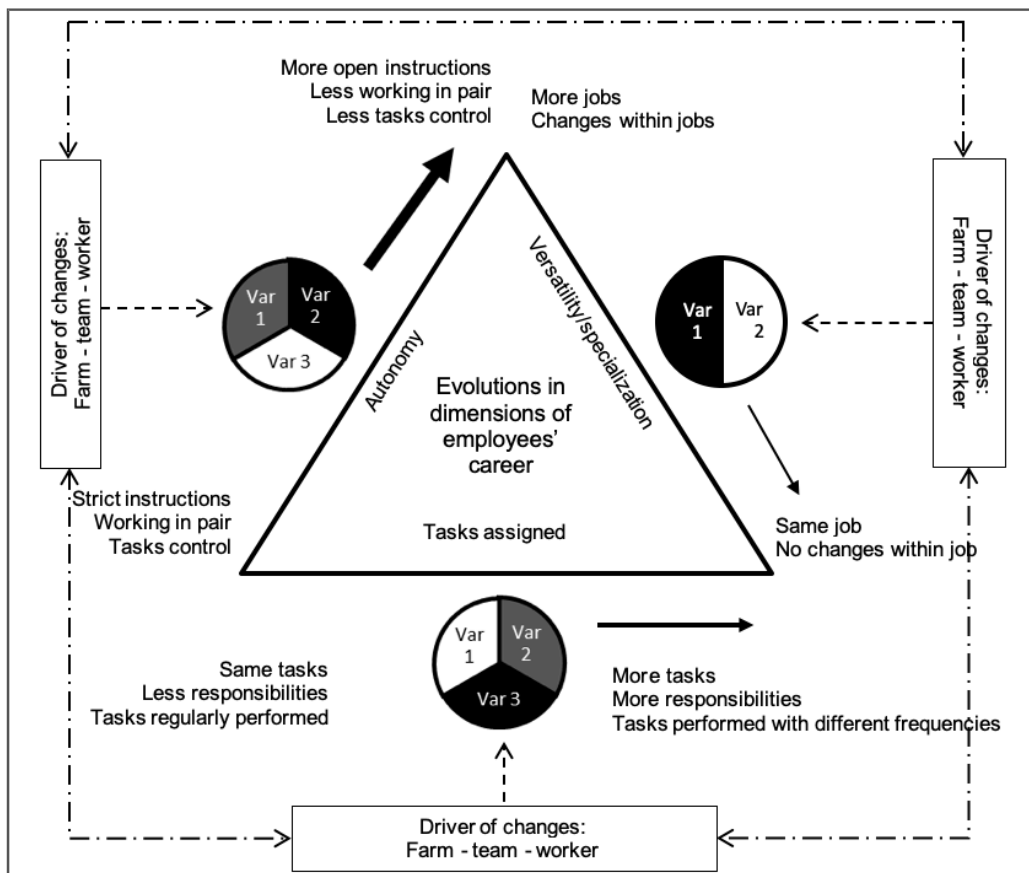 More open instructions
Less working in pair
Less tasks control
More jobs
Changes within jobs
Driver of changes:
Farm - team - worker
Var
1
Var
2
Var 3
Autonomy
Versatility/specialization
Var
1
Var
2
Driver of changes:
Farm - team - worker
Evolutions in
dimensions of
employees'
career
Strict instructions
Working in pair
Tasks control
Tasks assigned
Same job
No changes within job
Var
1
Var
2
Var 3
Same tasks
Less responsibilities
Tasks regularly performed
More tasks
More responsibilities
Tasks performed with different frequencies
Driver of changes:
Farm - team - worker